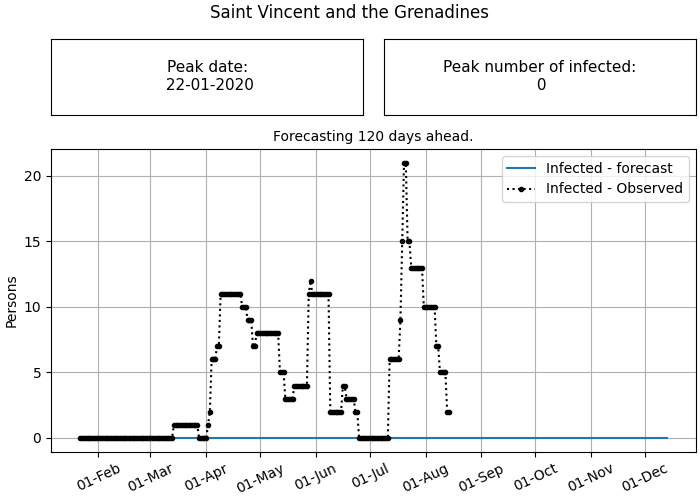 Saint Vincent and the Grenadines
Peak date:
22-01-2020
Peak number of infected:
0
Forecasting 120 days ahead.
Infected - forecast
Infected - Observed
Persons
20
15
10
5
0
01-Feb
01-Mar
01-Apr
01-May
01-Jun
01-Jul
01-Aug
01-Sep
01-Oct
01-Nov
01-Dec